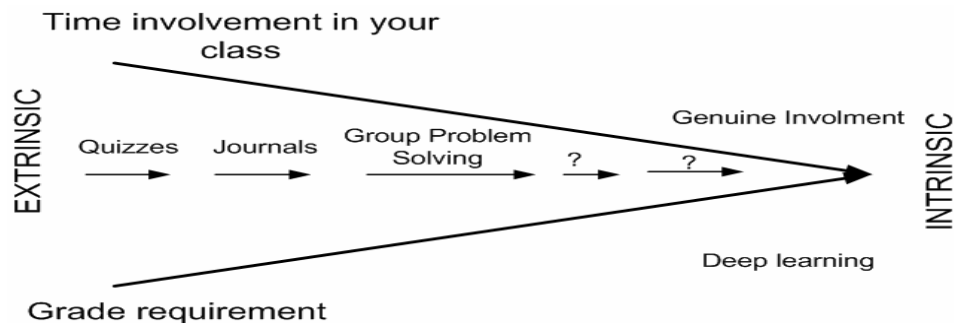 Time involvement in your
class
EXTRINSIC
Quizzes
Journals
Group Problem
Solving
?
?
Genuine Involment
INTRINSIC
Deep learning
Grade requirement